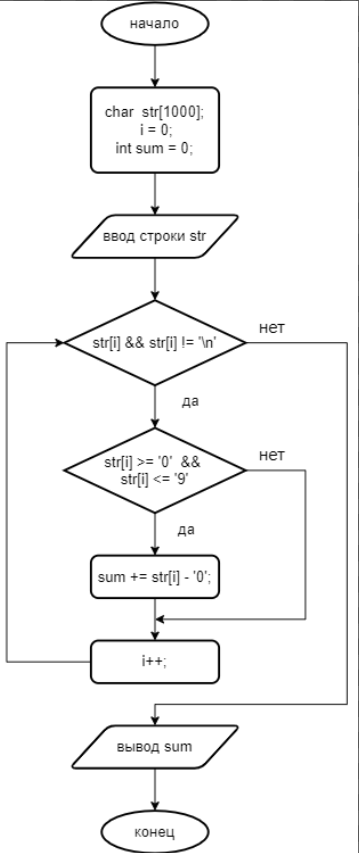 начало
char str[1000];
i = 0;
int sum = 0;
ввод строки str
str[i] && str[i] != '\n'
нет
да
str[i] >= '0' &&
str[i] <= '9'
нет
да
sum += str[i] - '0';
i++;
вывод sum
конец